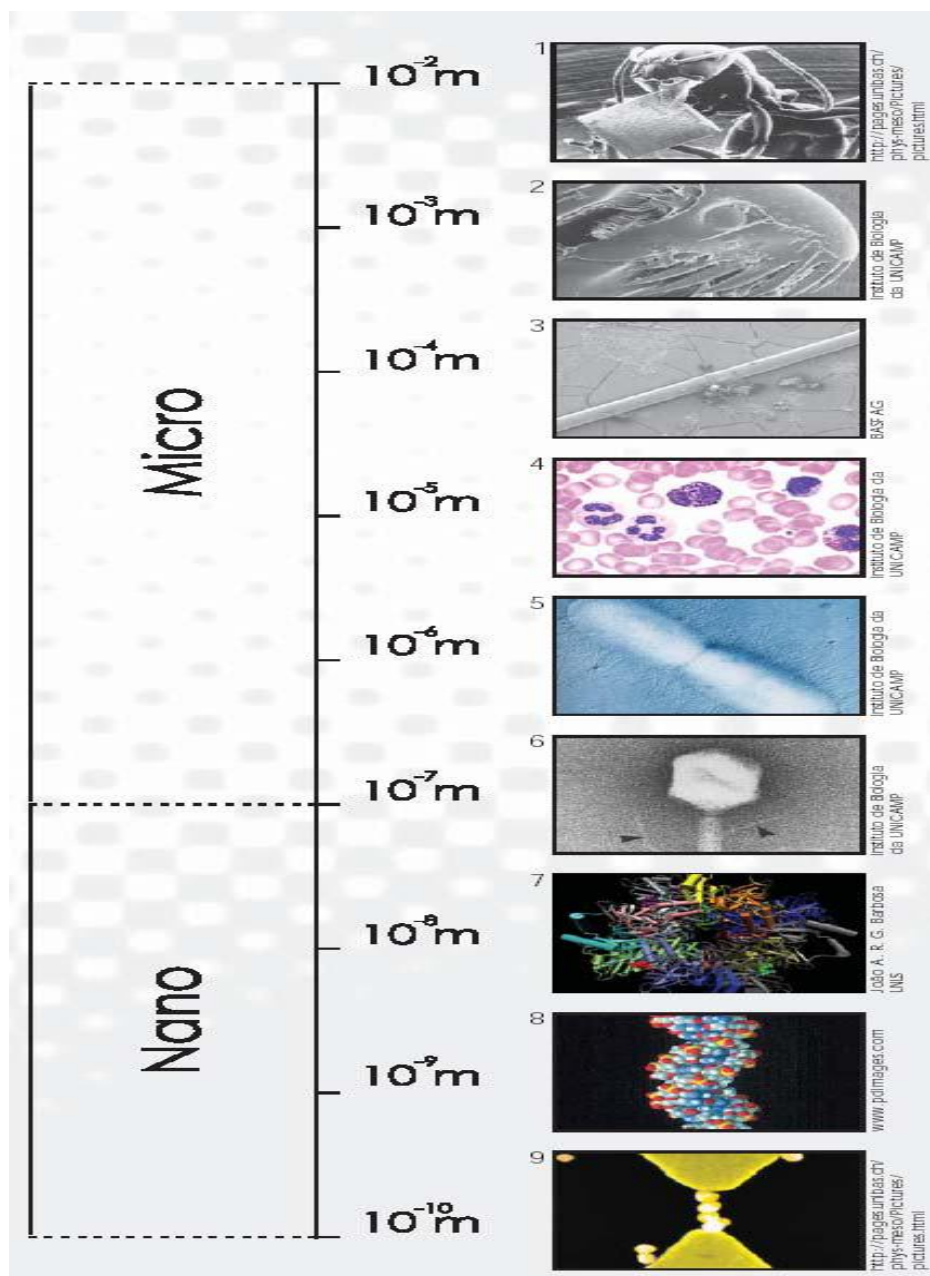 10⁻²m
10⁻³m
10⁻⁴m
10⁻⁵m
10⁻⁶m
10⁻⁷m
10⁻⁸m
10⁻⁹m
10⁻¹⁰m
Micro
Nano
1
http://pages.unibas.ch/
phys-meso/Pictures/
pictures.html
2
Instituto de Biologia
da UNICAMP
3
BASF AG
4
Instituto de Biologia da
UNICAMP
5
Instituto de Biologia da
UNICAMP
6
Instituto de Biologia
da UNICAMP
7
João A. R. G. Barbosa
LNLS
8
www.pdimages.com
9
http://pages.unibas.ch/
phys-meso/Pictures/
pictures.html